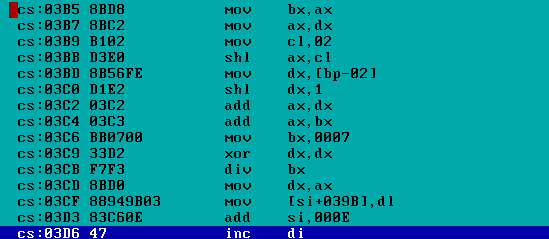 cs:03B5 8BD8 mov bx,ax
cs:03B7 8BC2 mov ax,dx
cs:03B9 B102 mov cl,02
cs:03BB D3E0 shl ax,cl
cs:03BD 8B56FE mov dx,[bp-02]
cs:03C0 D1E2 shl dx,1
cs:03C2 03C2 add ax,dx
cs:03C4 03C3 add ax,bx
cs:03C6 BB0700 mov bx,0007
cs:03C9 33D2 xor dx,dx
cs:03CB F7F3 div bx
cs:03CD 8BD0 mov dx,ax
cs:03CF 88949B03 mov [si+039B],dl
cs:03D3 83C60E add si,000E
cs:03D6 47 inc di